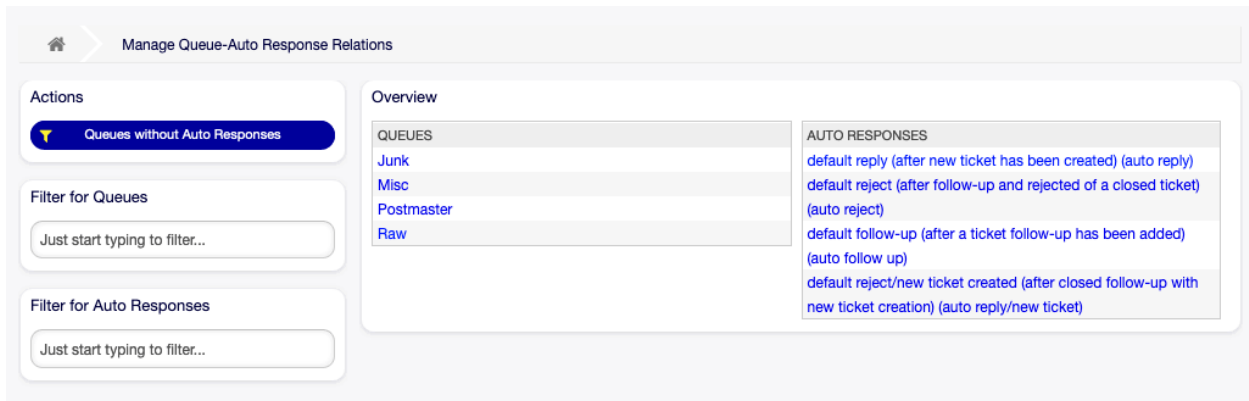 Manage Queue-Auto Response Relations
Actions
Queues without Auto Responses
Filter for Queues
Just start typing to filter...
Filter for Auto Responses
Just start typing to filter...
Overview
QUEUES
Junk
Misc
Postmaster
Raw
AUTO RESPONSES
default reply (after new ticket has been created) (auto reply)
default reject (after follow-up and rejected of a closed ticket)
(auto reject)
default follow-up (after a ticket follow-up has been added)
(auto follow up)
default reject/new ticket created (after closed follow-up with
new ticket creation) (auto reply/new ticket)